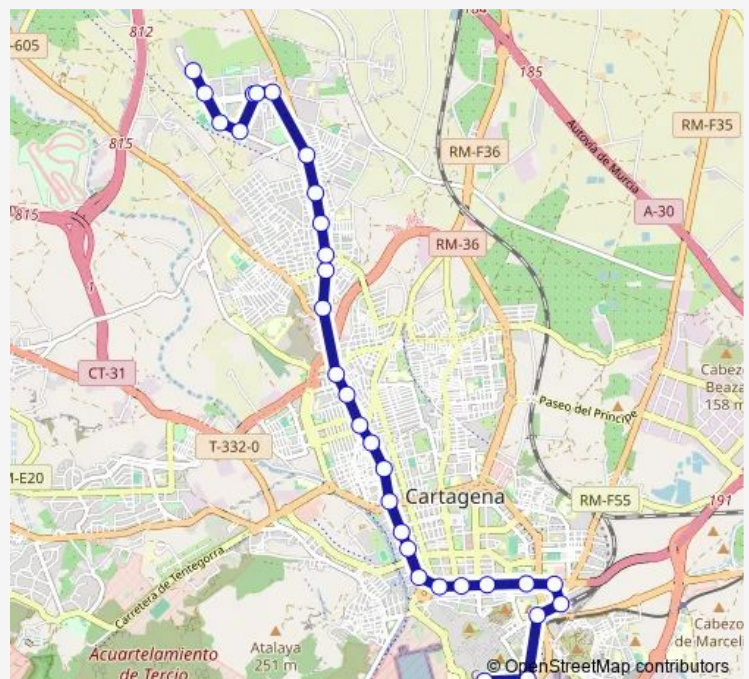 812
184
-605
185
815
RM-F36
RM-F35
Autovía de Murcia
A-30
815
RM-36
1
CT-31
Cabezo
Beaza
158 m
Paseo del Príncipe
T-332-0
M-E20
Cartagena
RM-F55
191
Carretera de Tentegorra
Atalaya
251 m
Cabezo
de Marcel
Acuartelamiento
de Tercio
© OpenStreetMap contributors